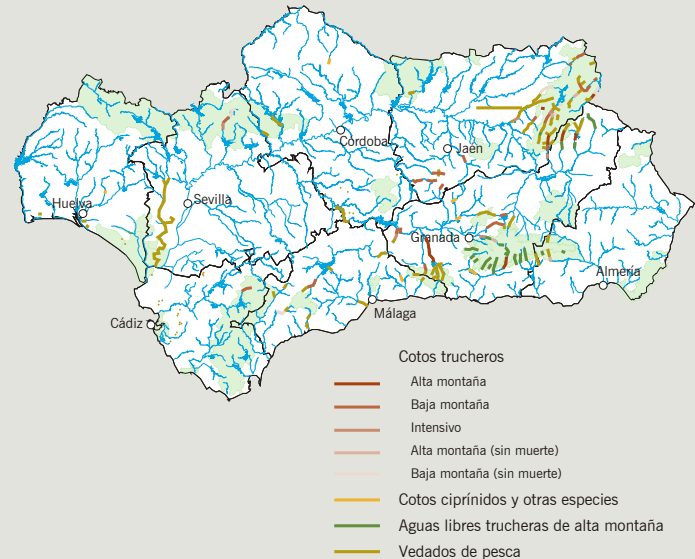 Córdoba
Jaén
Huelva
Sevilla
Granada
Almería
Málaga
Cádiz
Cotos trucheros
Alta montaña
Baja montaña
Intensivo
Alta montaña (sin muerte)
Baja montaña (sin muerte)
Cotos ciprínidos y otras especies
Aguas libres trucheras de alta montaña
Vedados de pesca